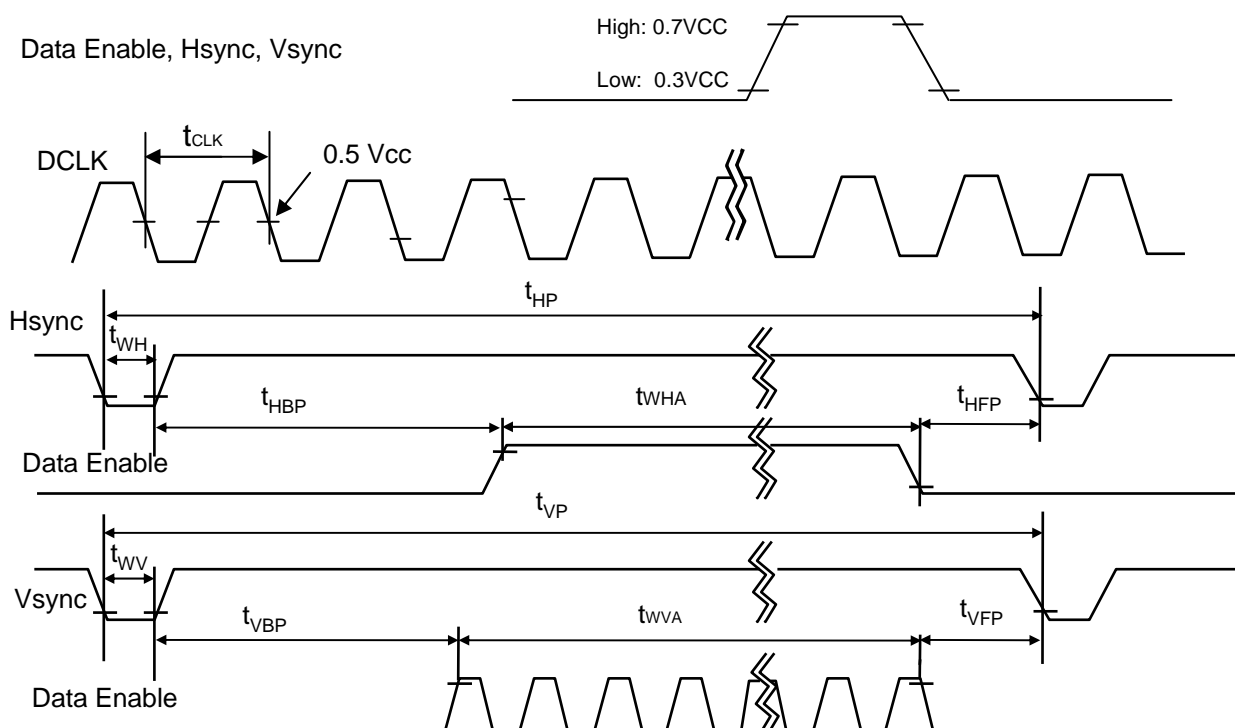 High: 0.7VCC
Data Enable, Hsync, Vsync
Low: 0.3VCC
tCLK
DCLK
0.5 Vcc
tHP
Hsync
tWH
tHBP
tWHA
tHFP
Data Enable
tVP
tWV
Vsync
tVBP
tWVA
tVFP
Data Enable